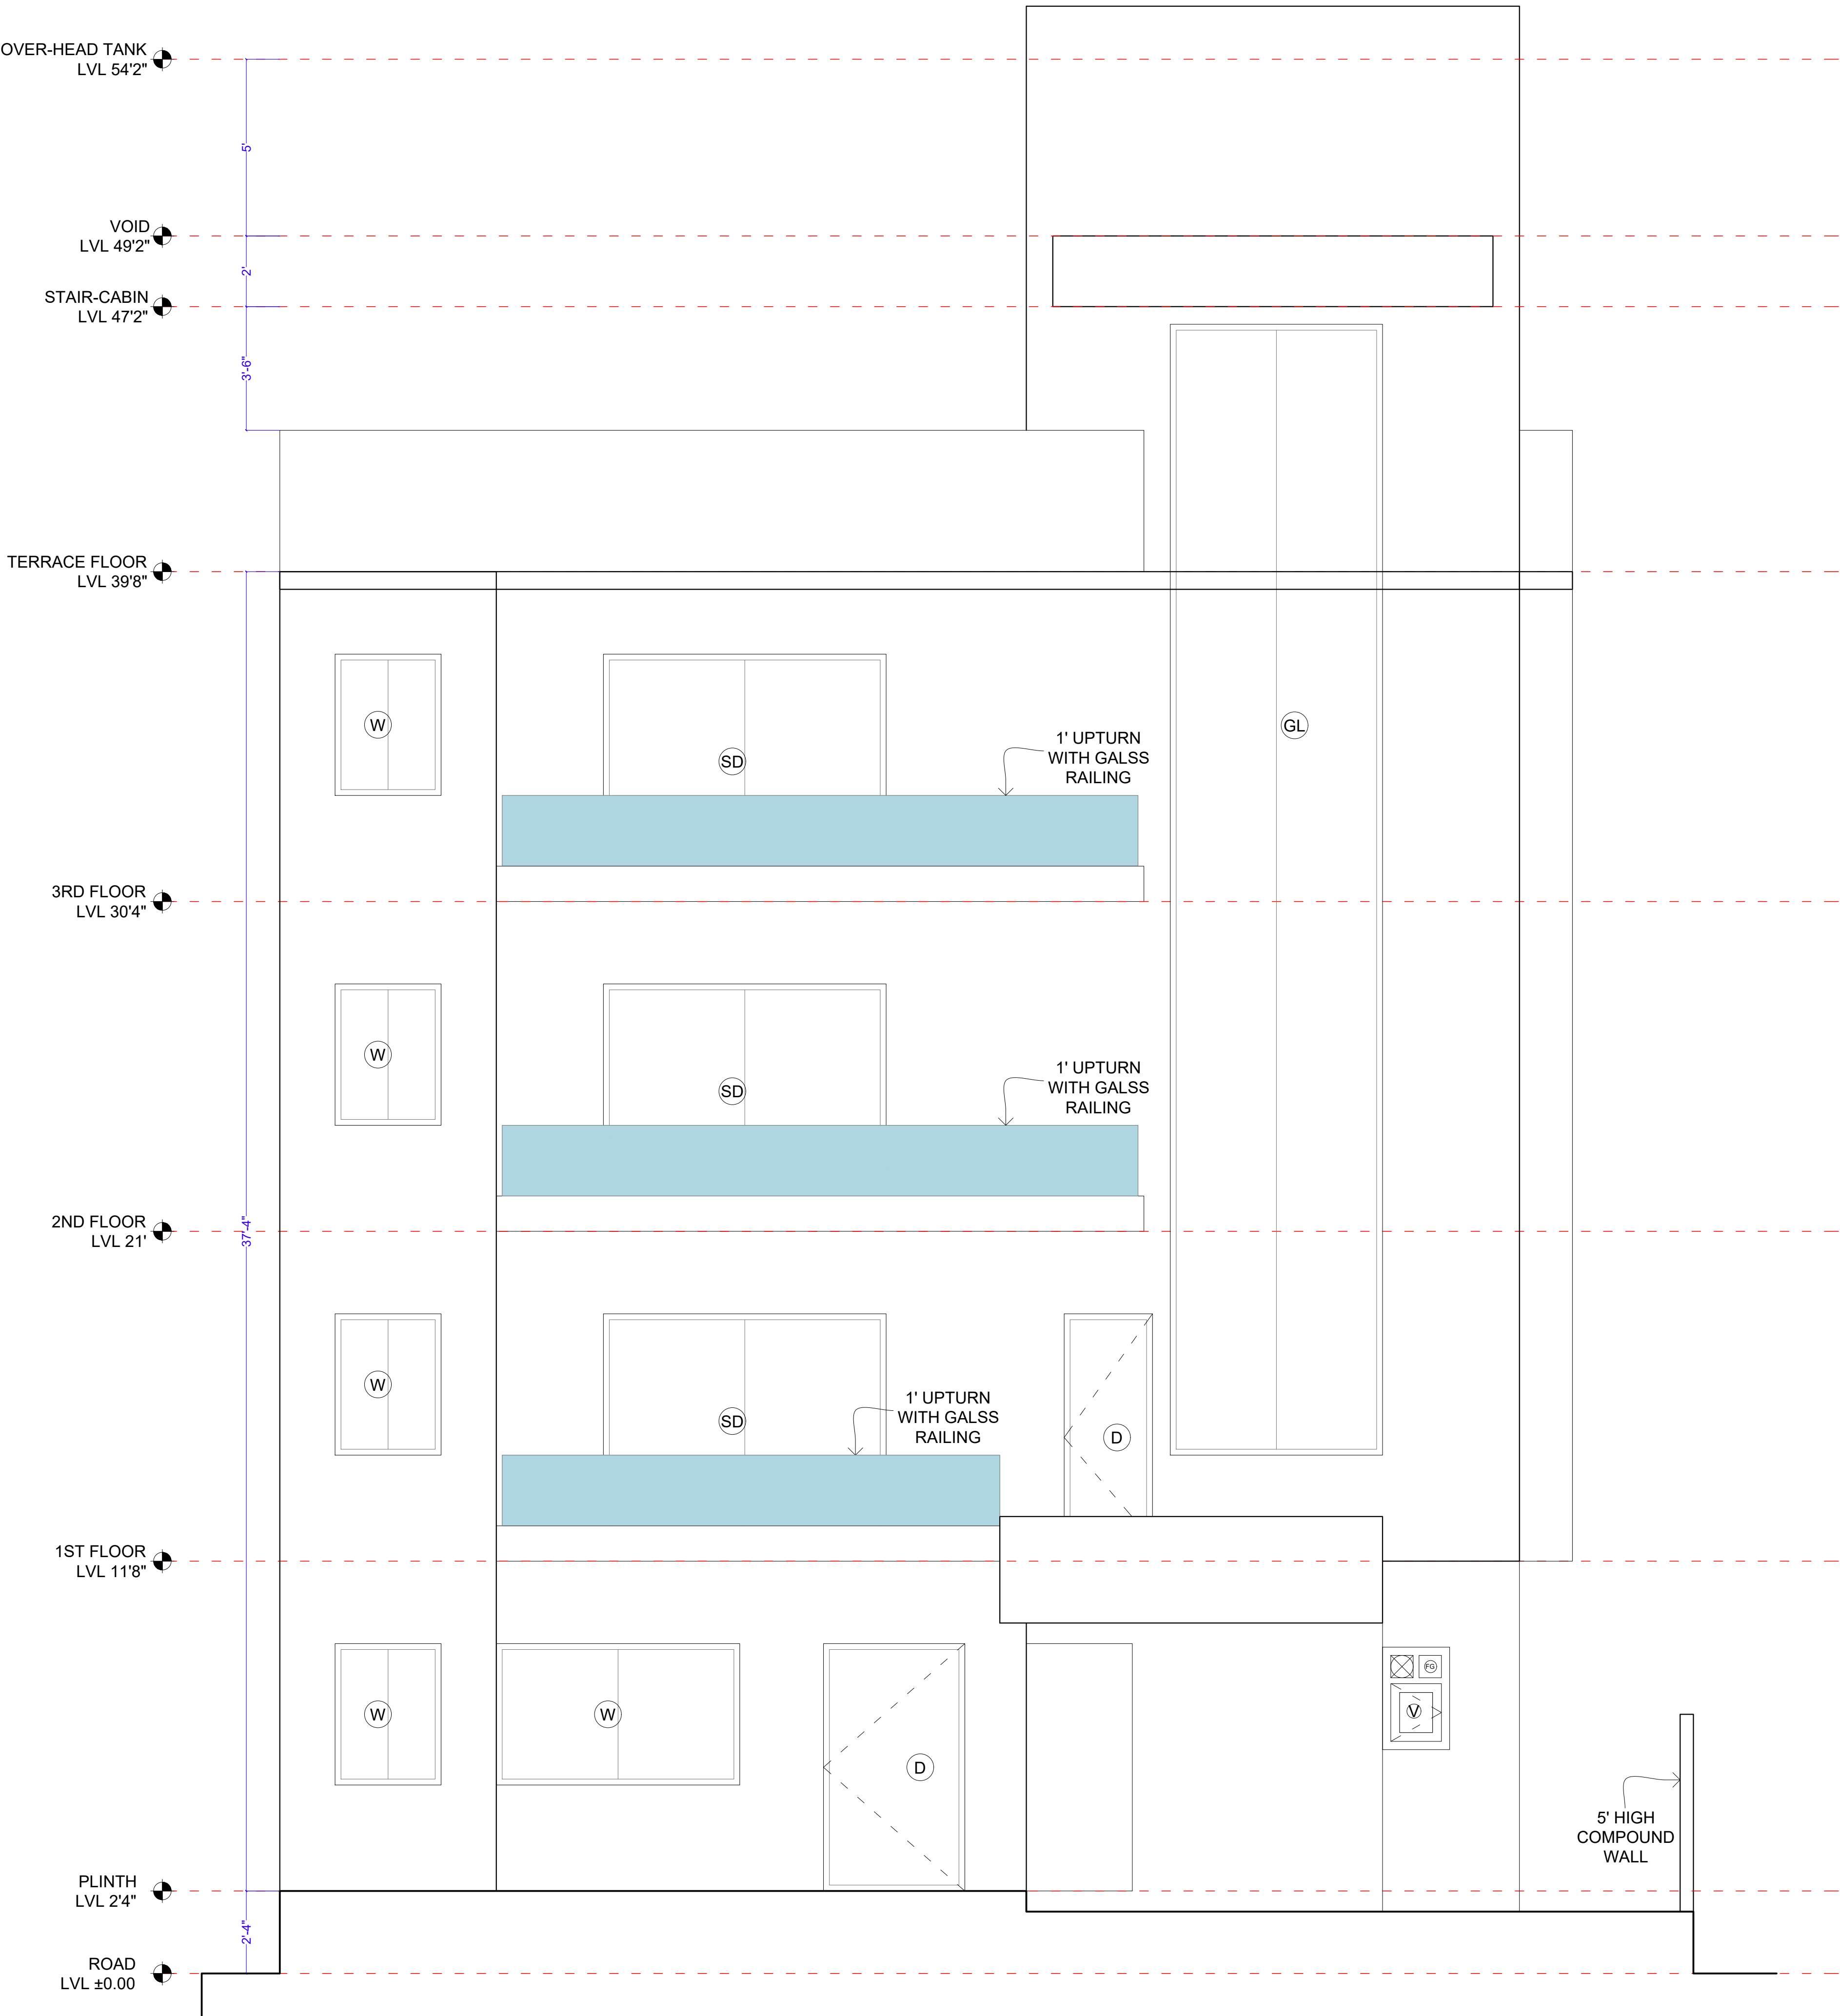 OVER-HEAD TANK
LVL 54'2"
5'
VOID
LVL 49'2"
2'
STAIR-CABIN
LVL 47'2"
3'-6"
TERRACE FLOOR
LVL 39'8"
W
SD
GL
1' UPTURN
WITH GALSS
RAILING
3RD FLOOR
LVL 30'4"
W
SD
1' UPTURN
WITH GALSS
RAILING
2ND FLOOR
LVL 21'
37'-4"
W
SD
1' UPTURN
WITH GALSS
RAILING
D
1ST FLOOR
LVL 11'8"
FG
W
W
V
D
5' HIGH
COMPOUND
WALL
PLINTH
LVL 2'4"
2'-4"
ROAD
LVL ±0.00